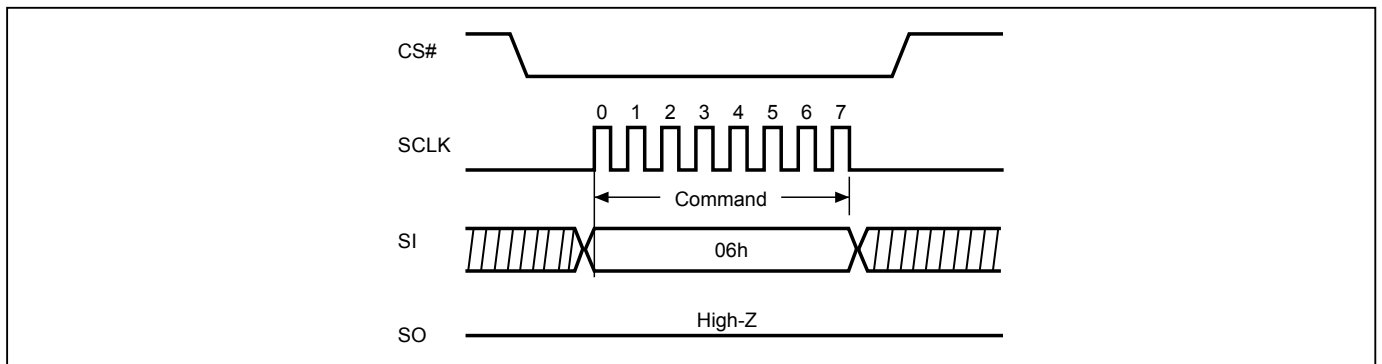 CS#
0 1 2 3 4 5 6 7
SCLK
Command
SI
06h
High-Z
SO